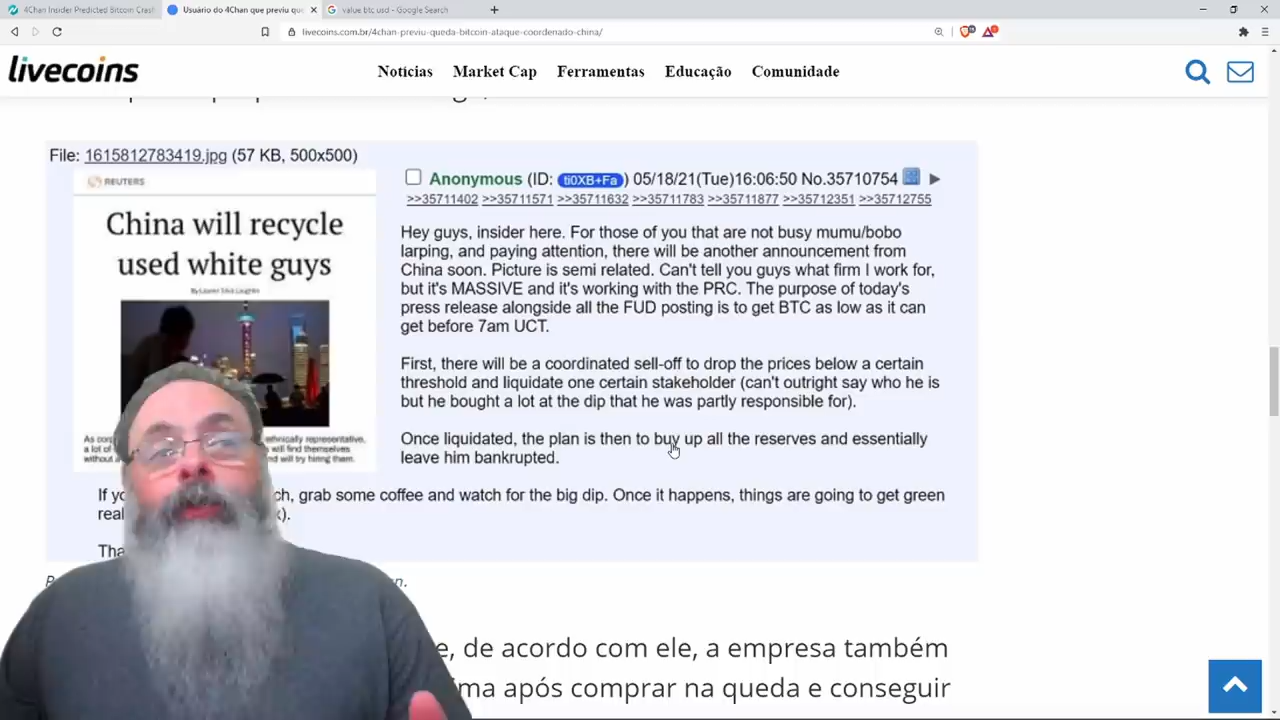 4Chan Insider Predicted Bitcoin Crash
Usuário do 4Chan que previu que
value btc usd - Google Search
livecoins.com.br/4chan-previu-queda-bitcoin-ataque-coordenado-china/
livecoins
Notícias Market Cap Ferramentas Educação Comunidade
File: 1615812783419.jpg (57 KB, 500x500)
REUTERS
China will recycle
used white guys
Anonymous (ID: ti0XB+Fa) 05/18/21(Tue)16:06:50 No.35710754
>>35711402 >>35711571 >>35711632 >>35711783 >>35711877 >>35712351 >>35712755
Hey guys, insider here. For those of you that are not busy mumu/bobo
larping, and paying attention, there will be another announcement from
China soon. Picture is semi related. Can't tell you guys what firm I work for,
but it's MASSIVE and it's working with the PRC. The purpose of today's
press release alongside all the FUD posting is to get BTC as low as it can
get before 7am UCT.
First, there will be a coordinated sell-off to drop the prices below a certain
threshold and liquidate one certain stakeholder (can't outright say who he is
but he bought a lot at the dip that he was partly responsible for).
Once liquidated, the plan is then to buy up all the reserves and essentially
leave him bankrupted.
If grab some coffee and watch for the big dip. Once it happens, things are going to get green
de acordo com ele, a empresa também
após comprar na queda e conseguir